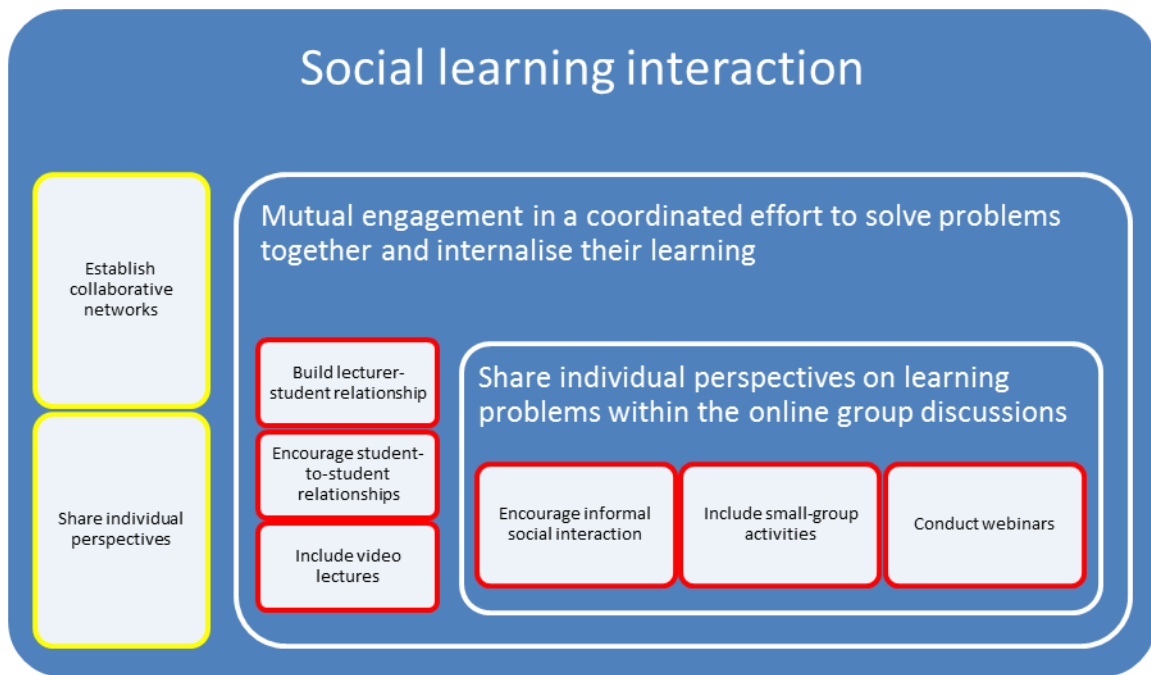 Social learning interaction
Establish
collaborative
networks
Share individual
perspectives
Mutual engagement in a coordinated effort to solve problems
together and internalise their learning
Build lecturer-
student relationship
Encourage student-
to-student
relationships
Include video
lectures
Share individual perspectives on learning
problems within the online group discussions
Encourage informal
social interaction
Include small-group
activities
Conduct webinars